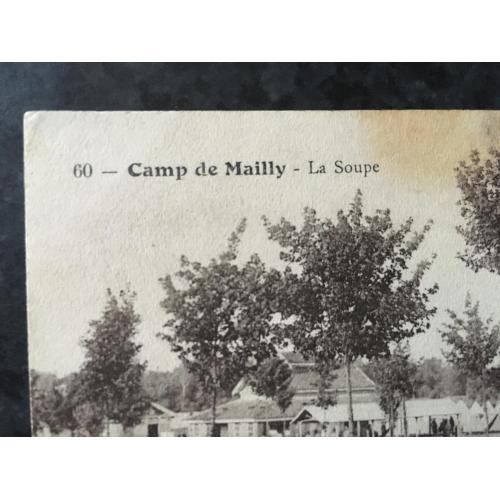 60 — Camp de Mailly - La Soupe